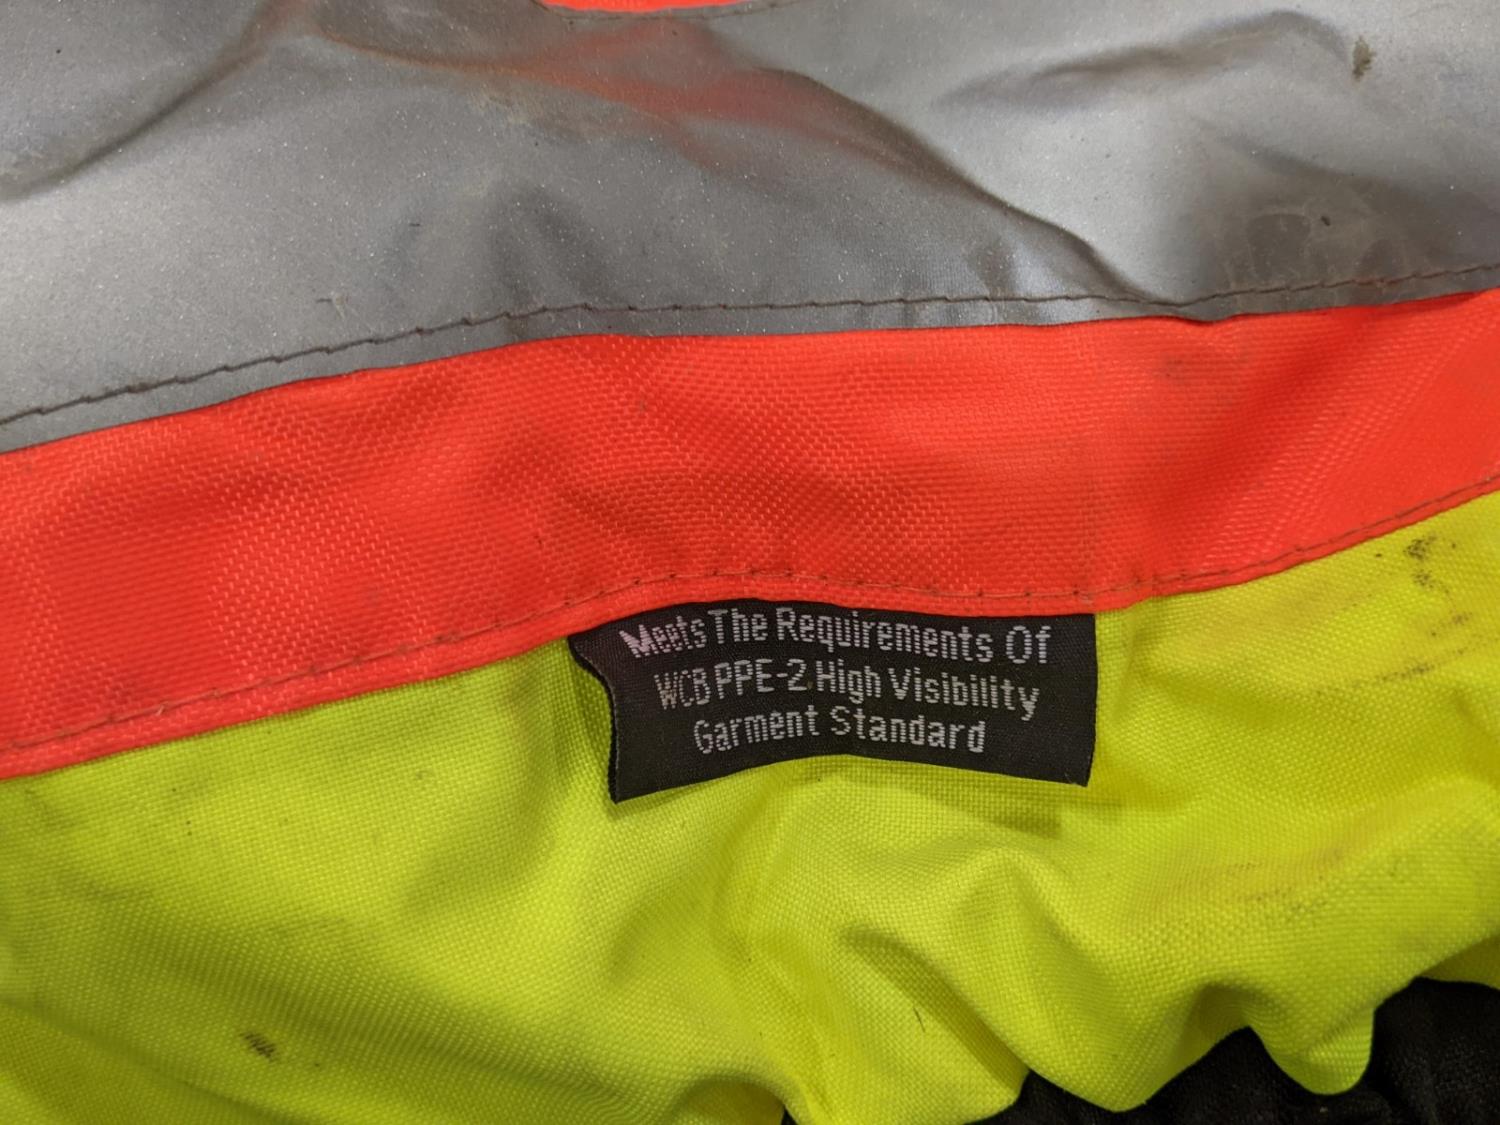 Meets The Requirements Of
WCB PPE-2 High Visibility
Garment Standard